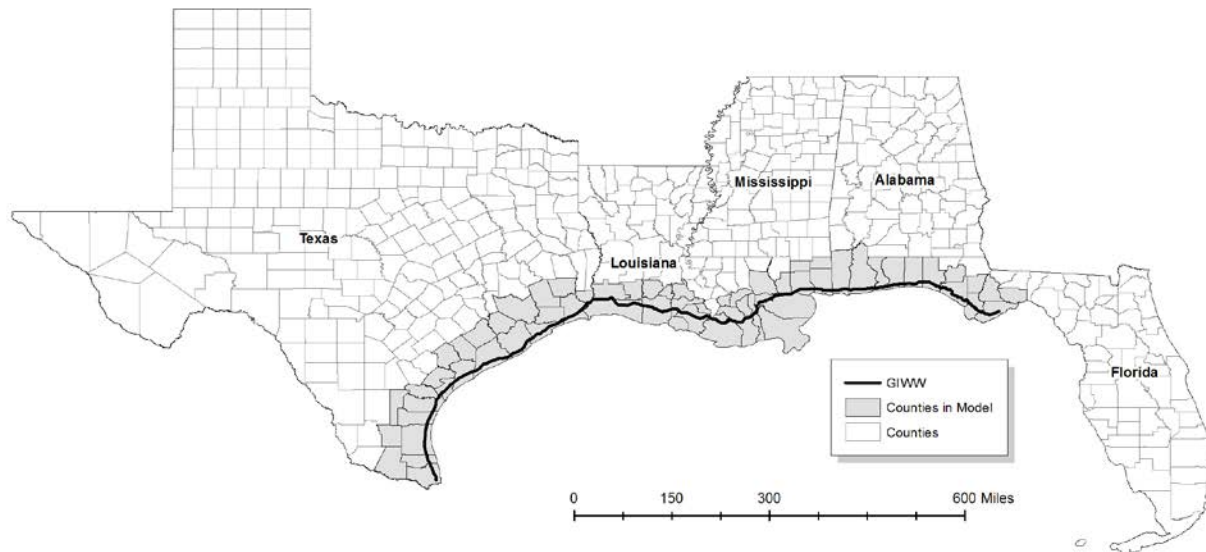 Mississippi
Alabama
Texas
Louisiana
Florida
GIWW
Counties in Model
Counties
0 150 300 600 Miles